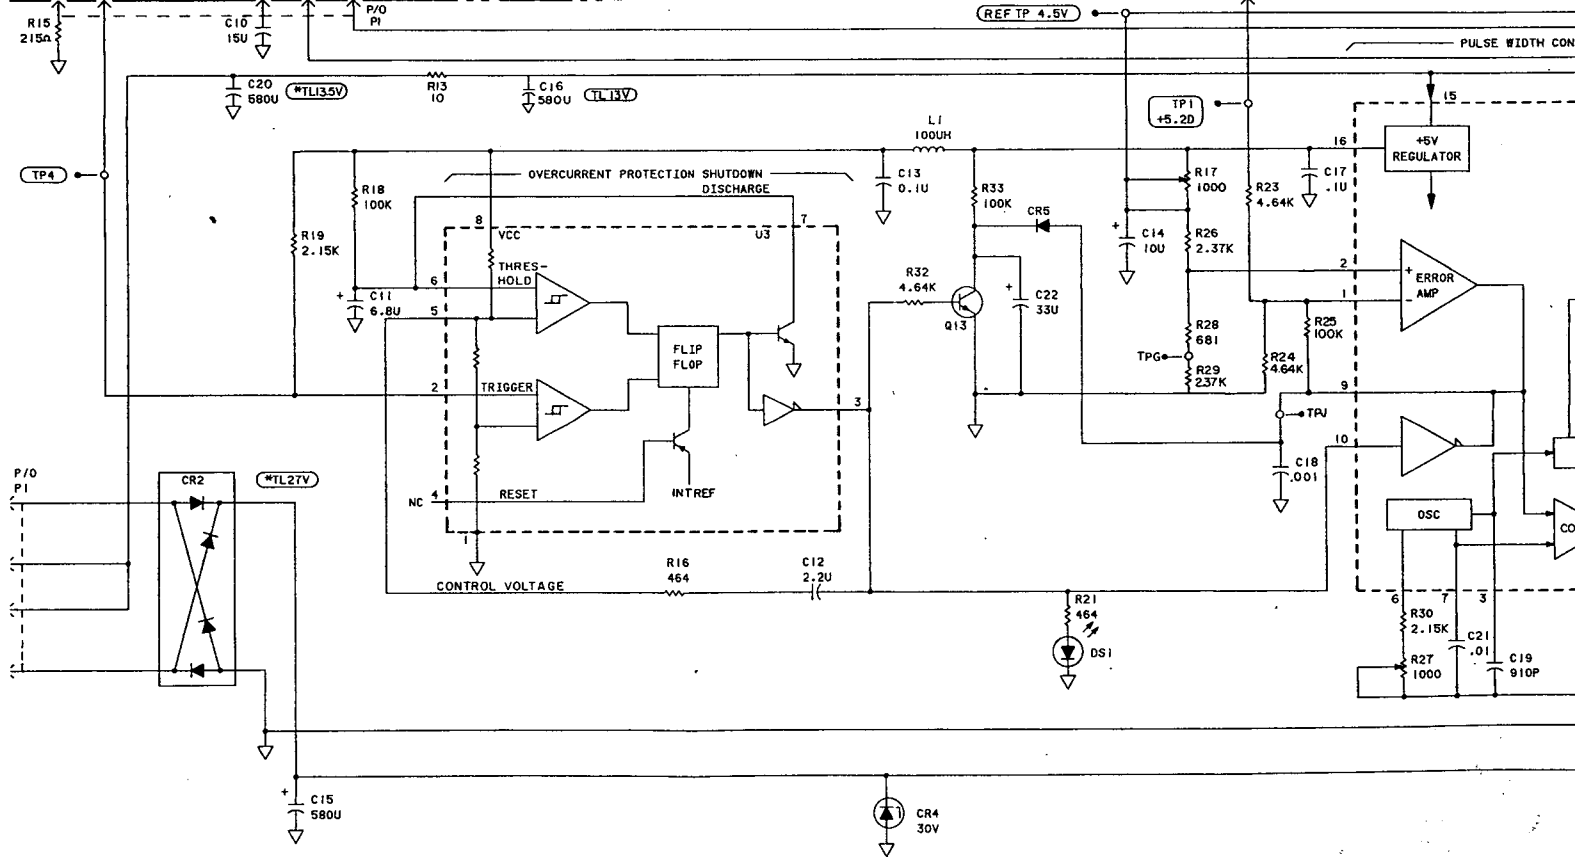 R15
215Ω
C10
15U
P/O
P1
REF TP 4.5V
PULSE WIDTH CON
C20
580U
*TL13.5V
R13
10
C16
580U
TL 13V
TP1
+5.2D
15
L1
100UH
16
+5V
REGULATOR
TP4
OVERCURRENT PROTECTION SHUTDOWN
DISCHARGE
R18
100K
C13
0.1U
R33
100K
R17
1000
R23
4.64K
C17
.1U
8
VCC
U3
7
CR5
R19
2.15K
+
C14
10U
R26
2.37K
THRES-
HOLD
6
2
+
ERROR
AMP
-
1
+
C11
6.8U
5
R32
4.64K
+
C22
33U
Q13
R28
681
R25
100K
FLIP
FLOP
TPG
R29
2.37K
R24
4.64K
2
TRIGGER
3
9
TPJ
10
C18
.001
P/O
P1
CR2
*TL27V
NC
4
RESET
INTREF
OSC
CO
1
CONTROL VOLTAGE
R16
464
C12
2.2U
R21
464
DS1
6
7
3
R30
2.15K
C21
.01
R27
1000
C19
910P
+
C15
580U
CR4
30V